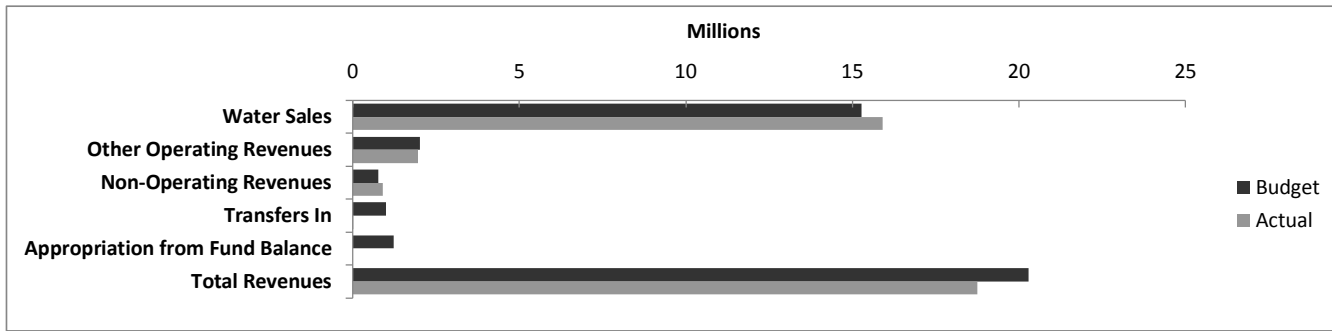 Millions
0 5 10 15 20 25
Water Sales
Other Operating Revenues
Non-Operating Revenues
Transfers In
Appropriation from Fund Balance
Total Revenues
Budget
Actual